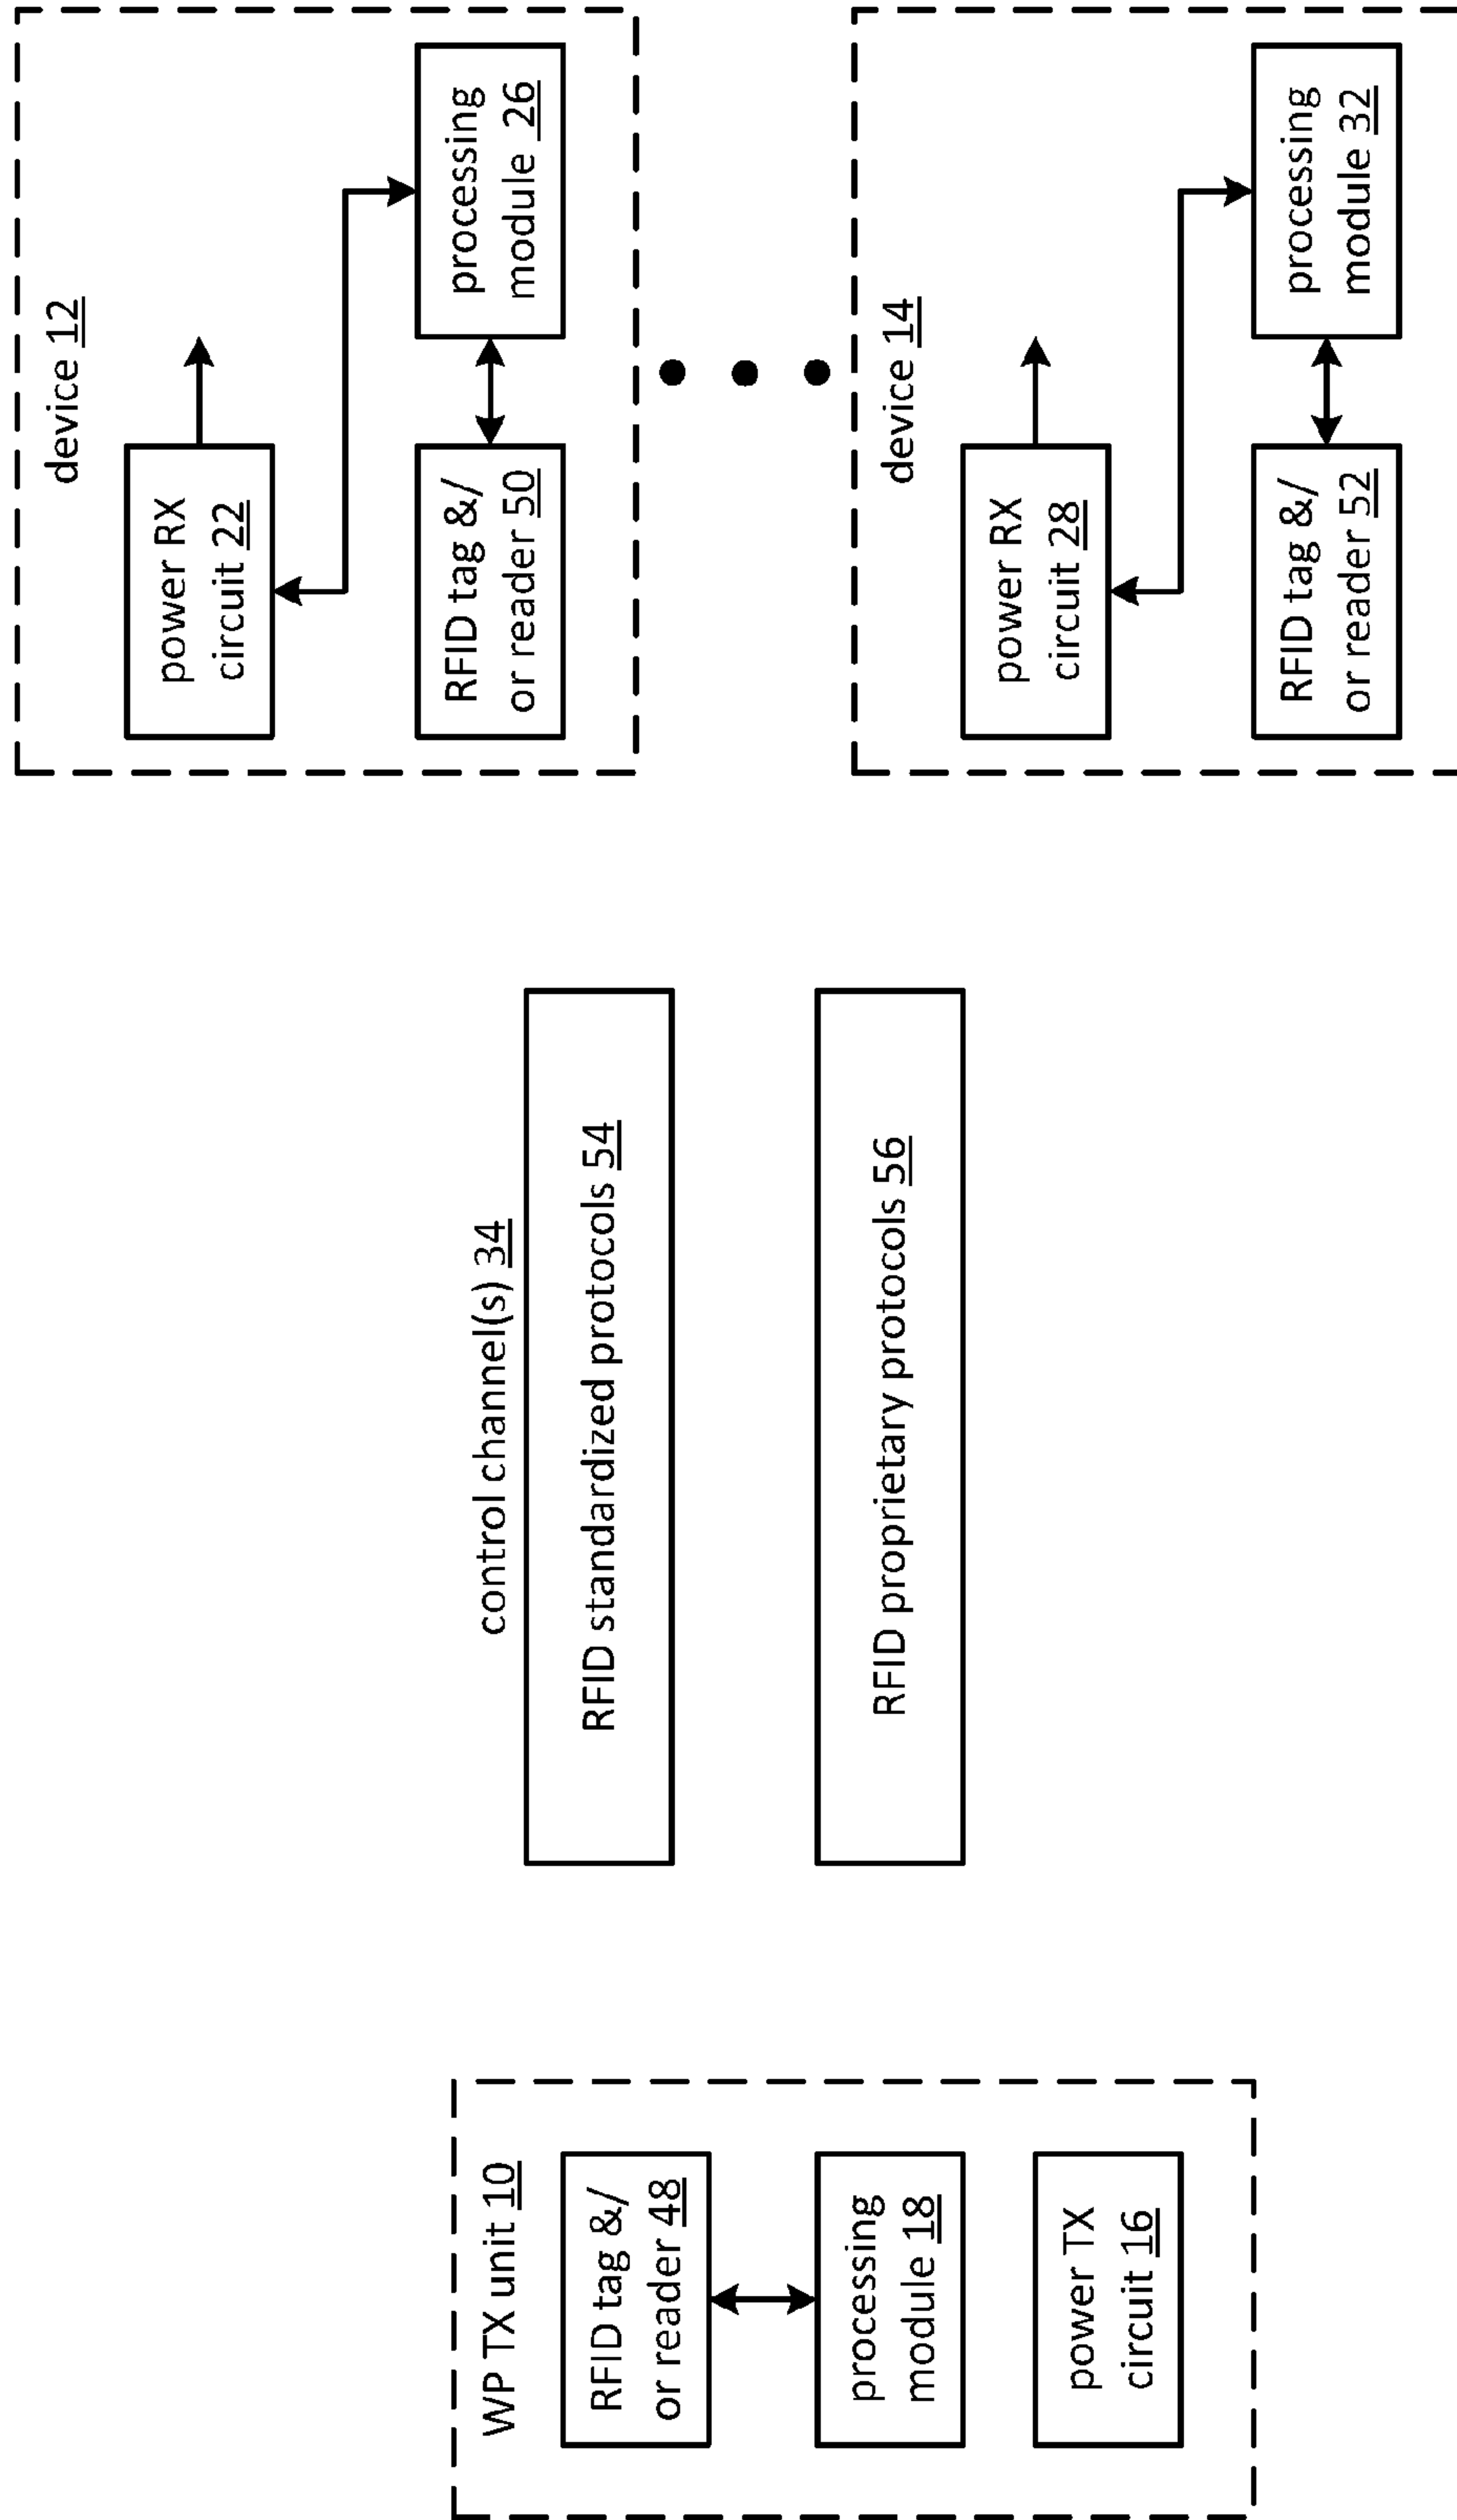 WP TX unit 10
RFID tag &/
or reader 48
processing
module 18
power TX
circuit 16
control channel(s) 34
RFID standardized protocols 54
RFID proprietary protocols 56
device 12
power RX
circuit 22
RFID tag &/
or reader 50
processing
module 26
device 14
power RX
circuit 28
RFID tag &/
or reader 52
processing
module 32